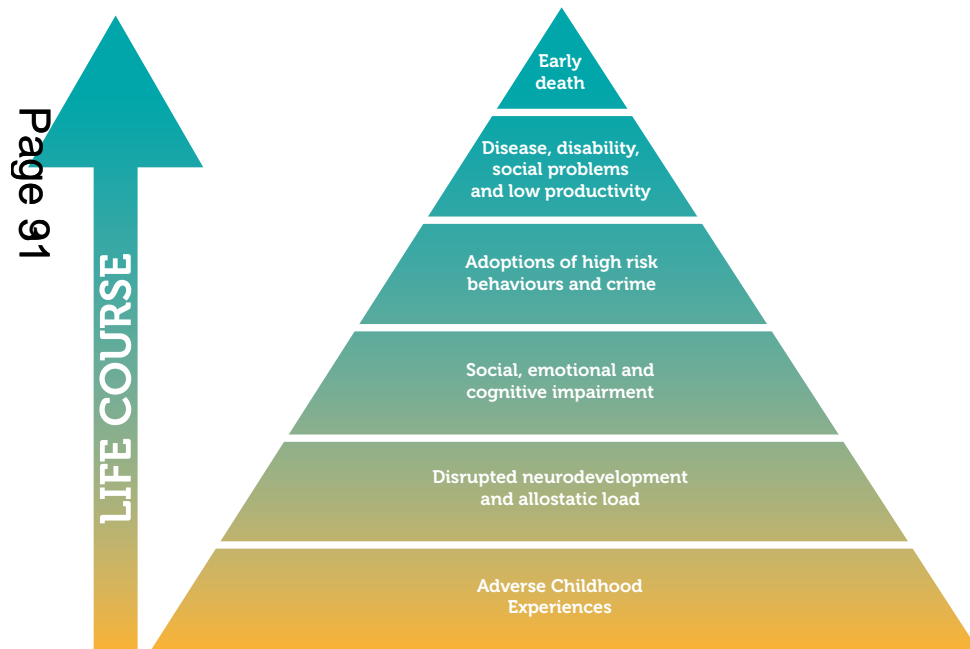 Page 91
LIFE COURSE
Early
death
Disease, disability,
social problems
and low productivity
Adoptions of high risk
behaviours and crime
Social, emotional and
cognitive impairment
Disrupted neurodevelopment
and allostatic load
Adverse Childhood
Experiences